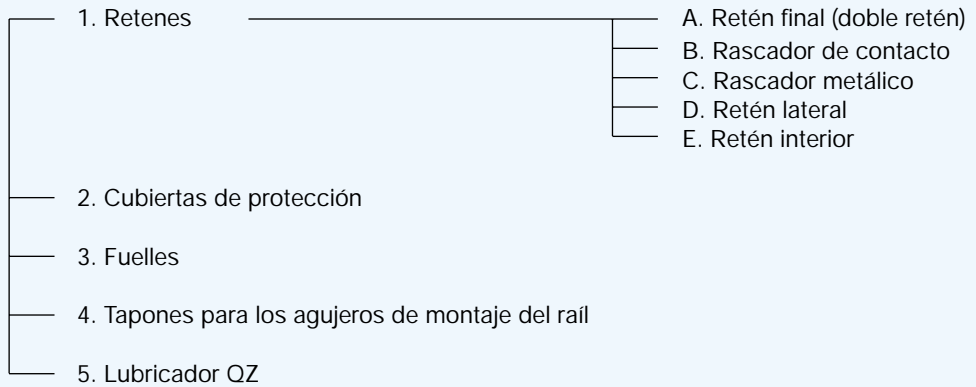 1. Retenes
A. Retén final (doble retén)
B. Rascador de contacto
C. Rascador metálico
D. Retén lateral
E. Retén interior
2. Cubiertas de protección
3. Fuelles
4. Tapones para los agujeros de montaje del raíl
5. Lubricador QZ